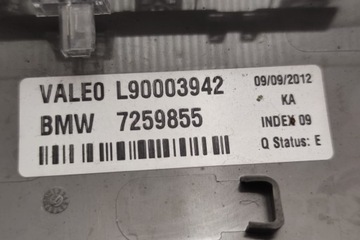 VALEO L90003942 09/09/2012
KA
BMW 7259855 INDEX 09
Q Status: E